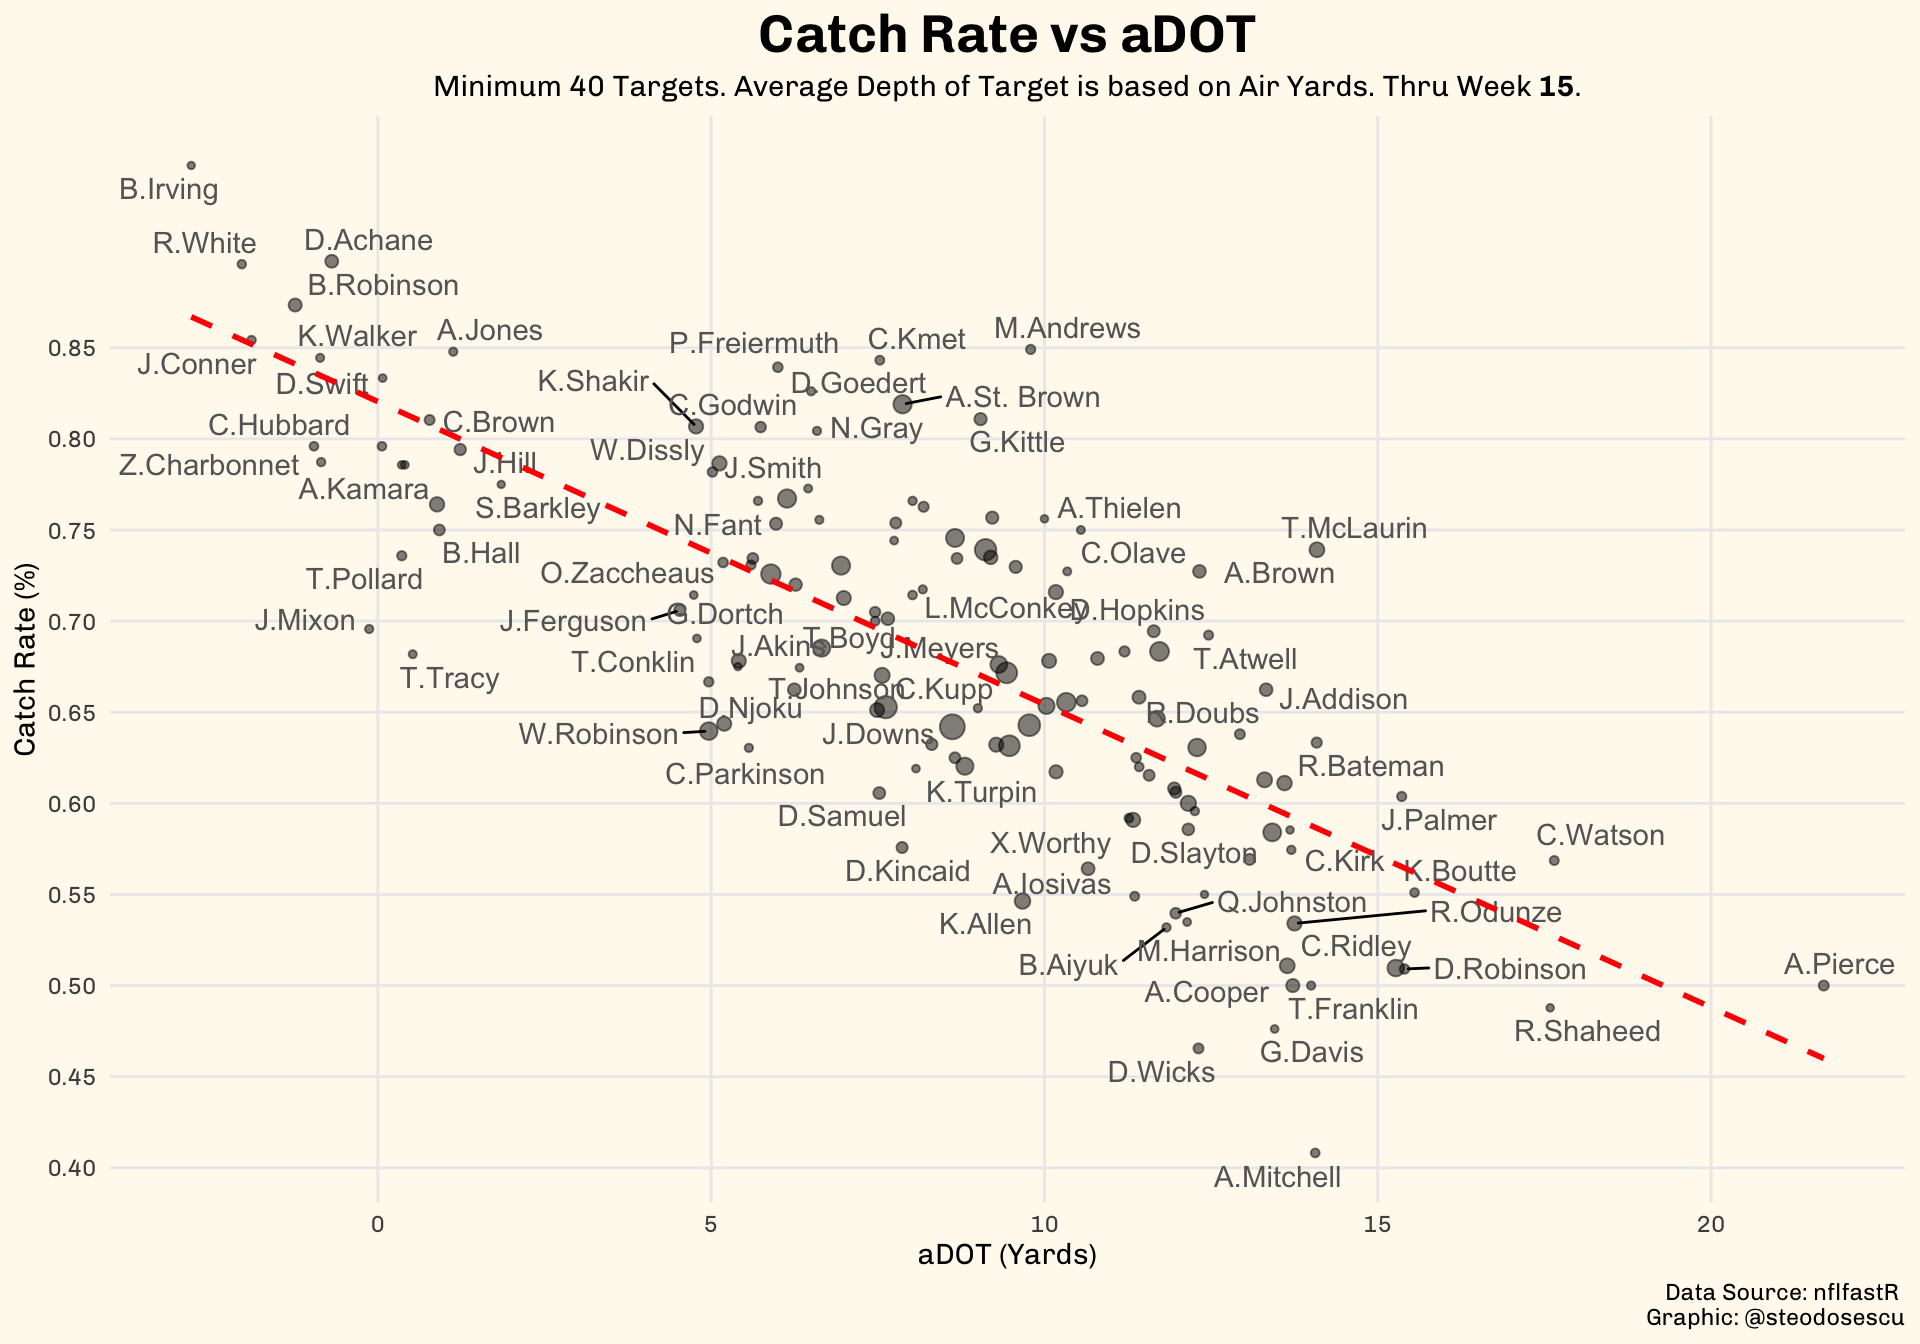 Catch Rate vs aDOT
Minimum 40 Targets. Average Depth of Target is based on Air Yards. Thru Week 15.
B.Irving
R.White
D.Achane
B.Robinson
K.Walker
A.Jones
J.Conner
D.Swift
P.Freiermuth
C.Kmet
M.Andrews
K.Shakir
D.Goedert
C.Godwin
A.St. Brown
C.Hubbard
C.Brown
N.Gray
G.Kittle
W.Dissly
Z.Charbonnet
J.Hill
J.Smith
A.Kamara
S.Barkley
N.Fant
A.Thielen
T.McLaurin
B.Hall
C.Olave
T.Pollard
O.Zaccheaus
A.Brown
J.Mixon
J.Ferguson
G.Dortch
L.McConkey
D.Hopkins
T.Conklin
J.Akins
T.Boyd
J.Meyers
T.Atwell
T.Tracy
T.Johnson
C.Kupp
J.Addison
D.Njoku
R.Doubs
W.Robinson
J.Downs
C.Parkinson
R.Bateman
K.Turpin
D.Samuel
J.Palmer
X.Worthy
D.Slayton
C.Watson
D.Kincaid
C.Kirk
K.Boutte
A.Iosivas
K.Allen
Q.Johnston
R.Odunze
B.Aiyuk
M.Harrison
C.Ridley
D.Robinson
A.Pierce
A.Cooper
T.Franklin
R.Shaheed
G.Davis
D.Wicks
A.Mitchell
0.85
0.80
0.75
0.70
0.65
0.60
0.55
0.50
0.45
0.40
Catch Rate (%)
0 5 10 15 20
aDOT (Yards)
Data Source: nflfastR
Graphic: @steodosescu